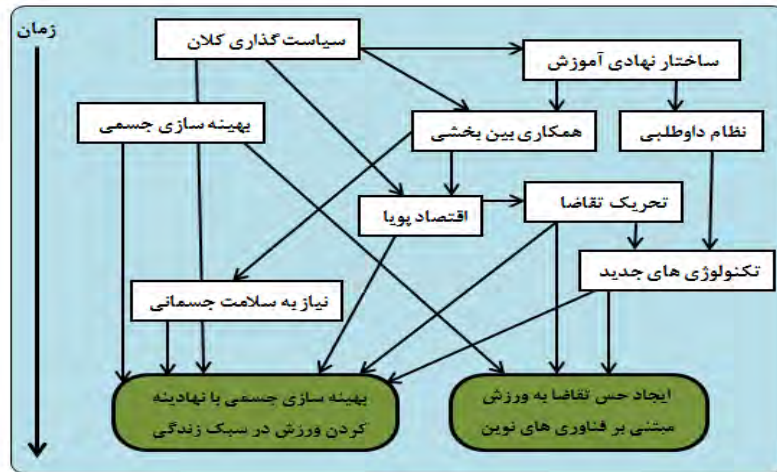 زمان
سیاست گذاری کلان
ساختار نهادی آموزش
بهینه سازی جسمی
همکاری بین بخشی
نظام داوطلبی
اقتصاد پویا
تحریک تقاضا
تکنولوژی های جدید
نیاز به سلامت جسمانی
ایجاد حس تقاضا به ورزش
مبتنی بر فناوری های نوین
بهینه سازی جسمی با نهادینه
کردن ورزش در سبک زندگی